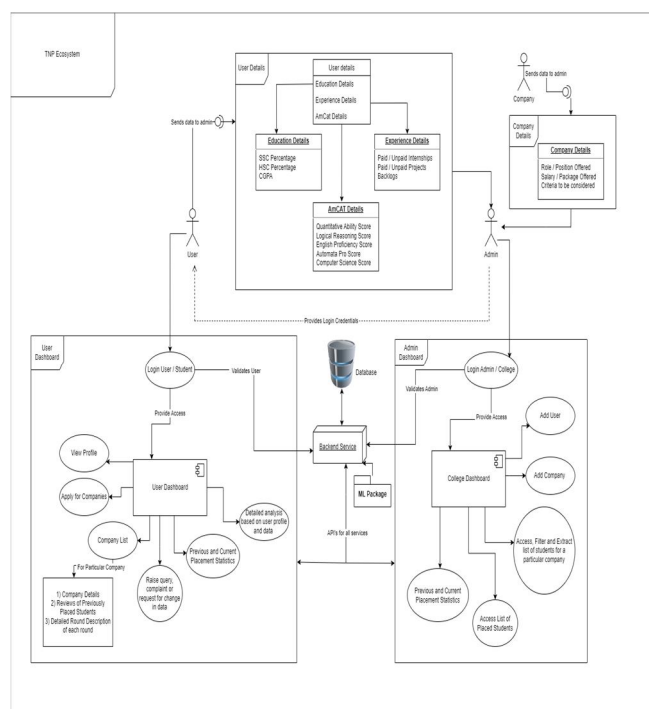 TNP Ecosystem
User Details
User details
Education Details
Experience Details
AmCat Details
Sends data to admin
Education Details
SSC Percentage
HSC Percentage
CGPA
Experience Details
Paid / Unpaid Internships
Paid / Unpaid Projects
Backlogs
AmCAT Details
Quantitative Ability Score
Logical Reasoning Score
English Proficiency Score
Automata Pro Score
Computer Science Score
Sends data to admin
Company
Company
Details
Company Details
Role / Position Offered
Salary / Package Offered
Criteria to be considered
User
Admin
Provides Login Credentials
User
Dashboard
Login User / Student
Validates User
Provide Access
View Profile
Apply for Companies
User Dashboard
Company List
For Particular Company
1) Company Details
2) Reviews of Previously
Placed Students
3) Detailed Round Description
of each round
Raise query,
complaint or
request for change
in data
Previous and Current
Placement Statistics
Detailed analysis
based on user profile
and data
Database
Backend Service
ML Package
API's for all services
Admin
Dashboard
Login Admin / College
Validates Admin
Provide Access
Add User
College Dashboard
Add Company
Access, Filter and Extract
list of students for a
particular company
Previous and Current
Placement Statistics
Access List of
Placed Students